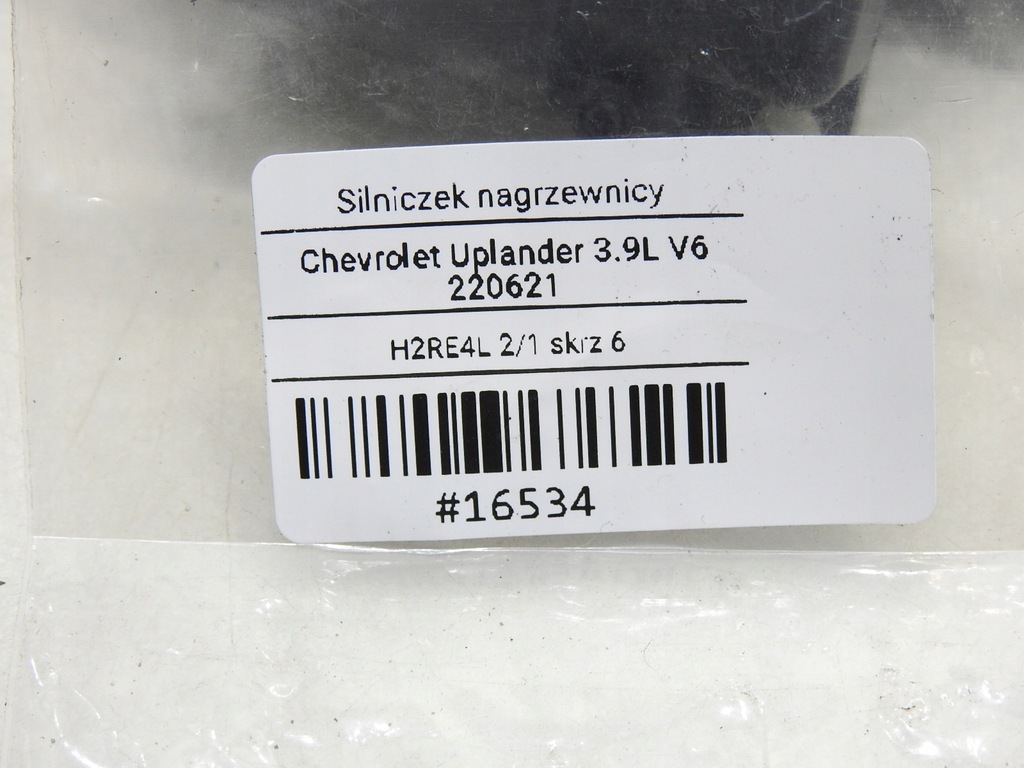 Silniczek nagrzewnicy
Chevrolet Uplander 3.9L V6
220621
H2RE4L 2/1 skrz 6
#16534